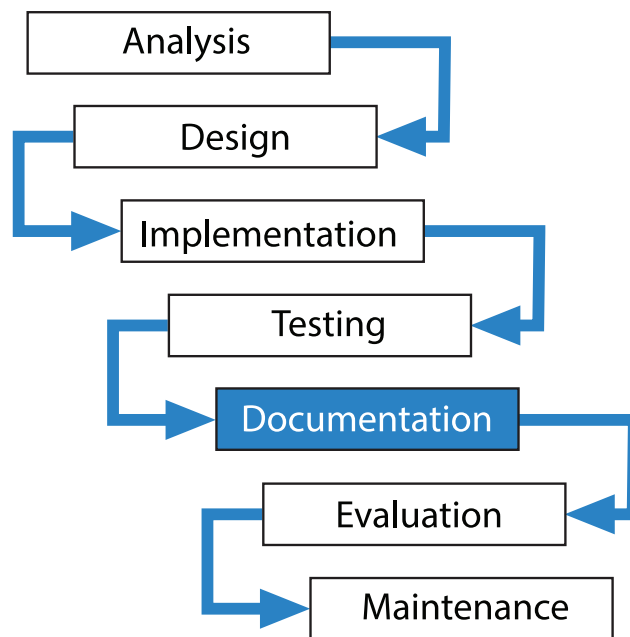 Analysis
Design
Implementation
Testing
Documentation
Evaluation
Maintenance